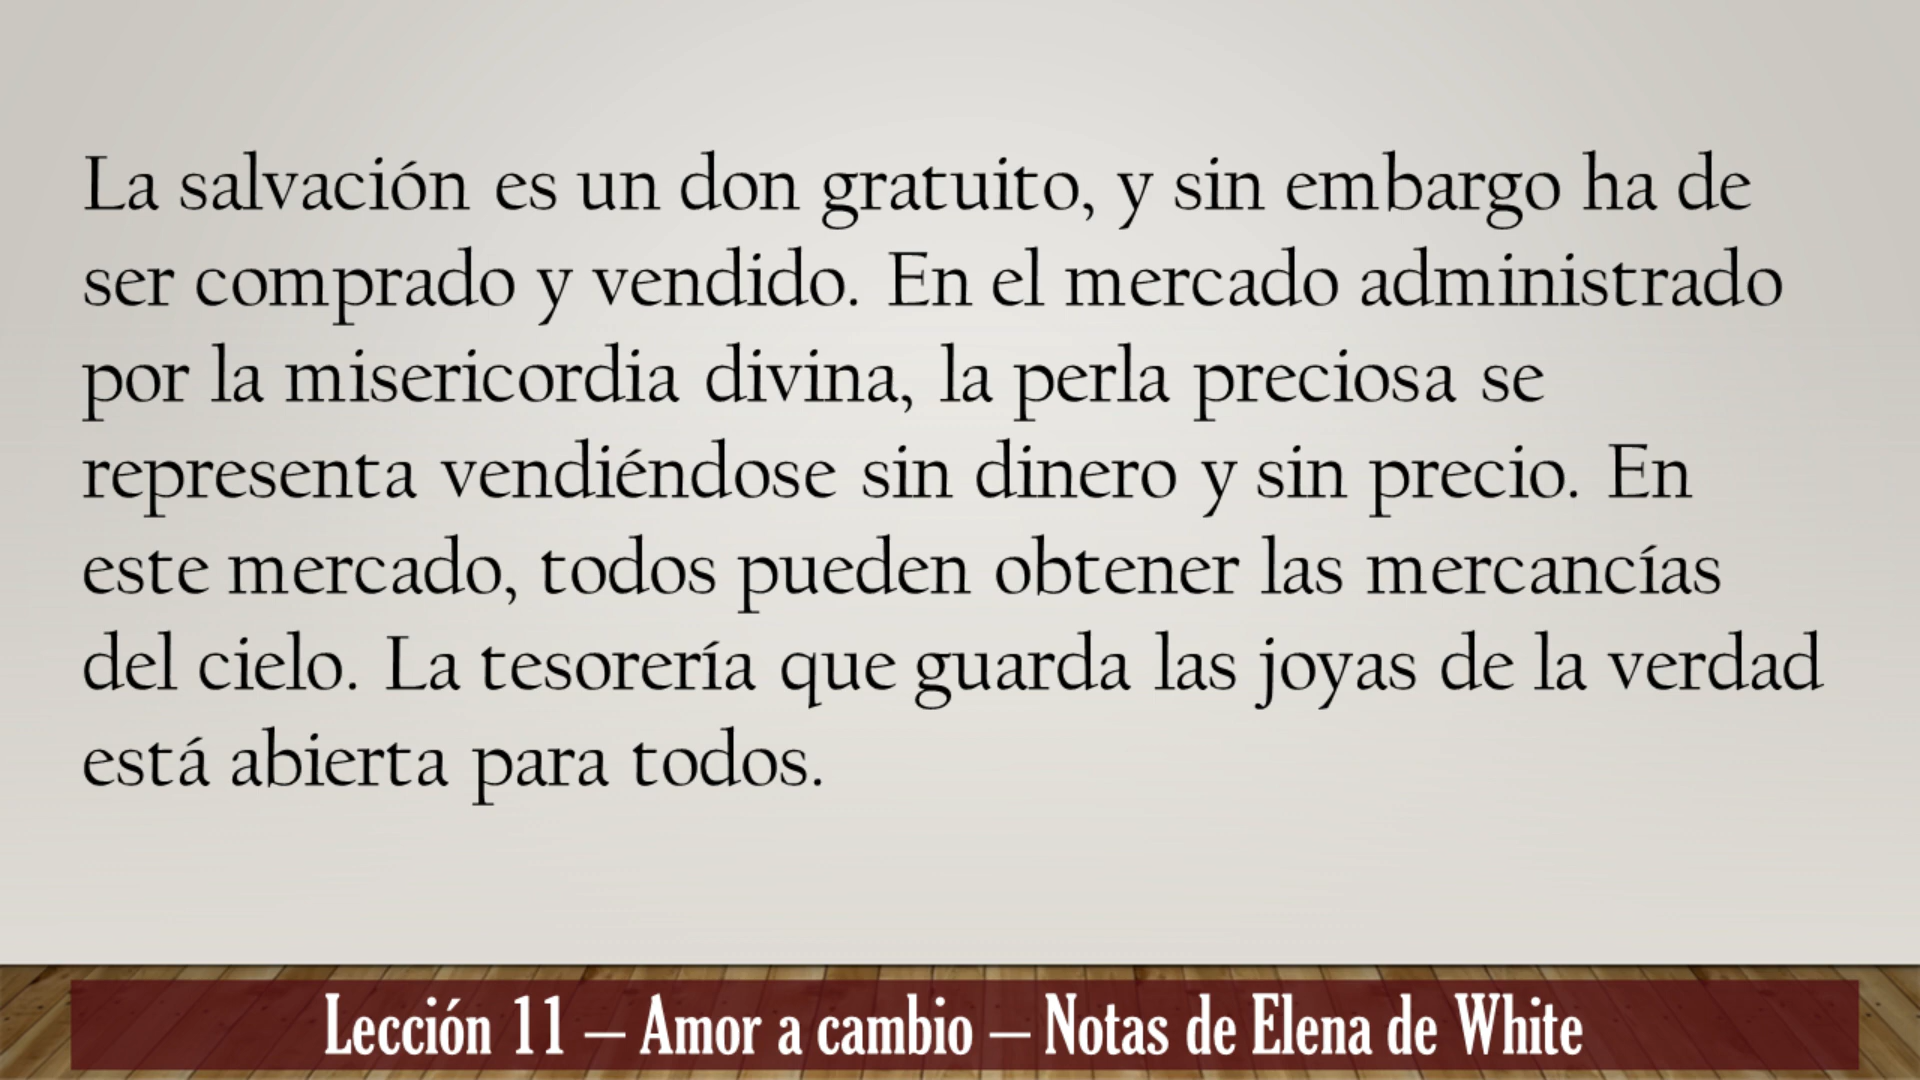 La salvación es un don gratuito, y sin embargo ha de
ser comprado y vendido. En el mercado administrado
por la misericordia divina, la perla preciosa se
representa vendiéndose sin dinero y sin precio. En
este mercado, todos pueden obtener las mercancías
del cielo. La tesorería que guarda las joyas de la verdad
está abierta para todos.
Lección 11 – Amor a cambio – Notas de Elena de White